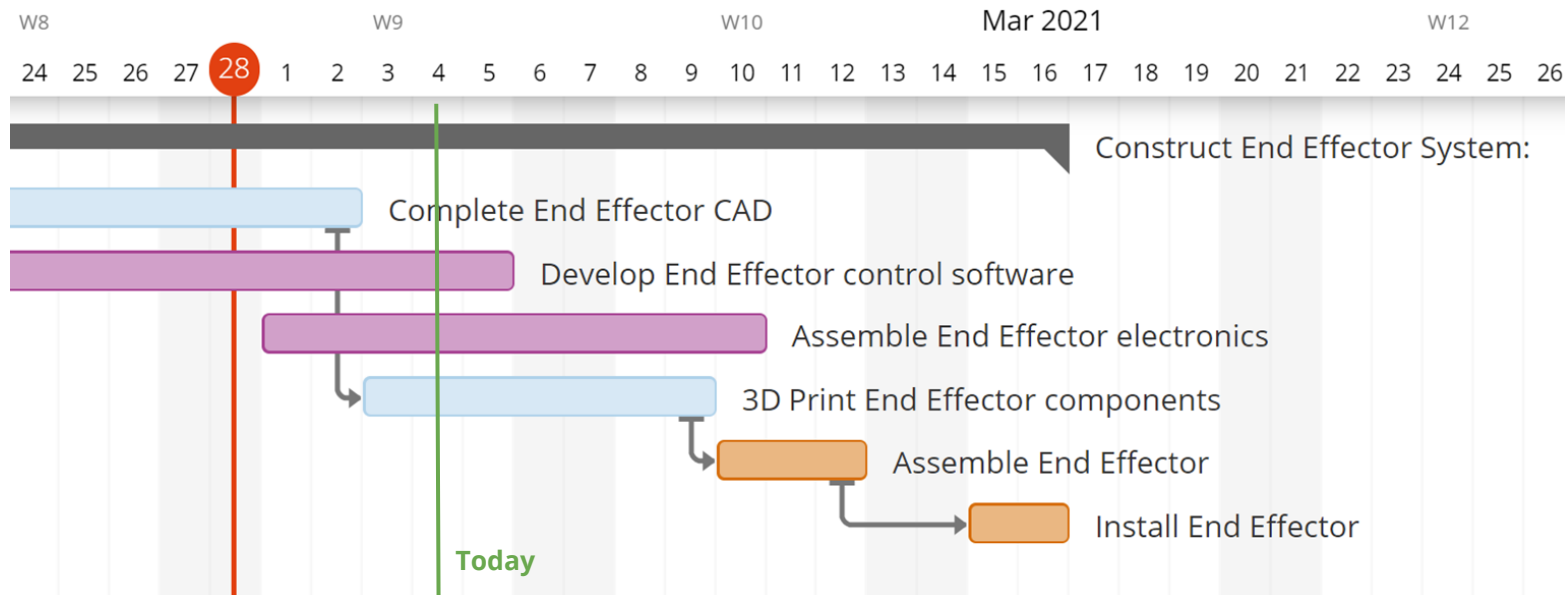 W8 W9 W10 Mar 2021 W12
24 25 26 27 28 1 2 3 4 5 6 7 8 9 10 11 12 13 14 15 16 17 18 19 20 21 22 23 24 25 26
Construct End Effector System:
Complete End Effector CAD
Develop End Effector control software
Assemble End Effector electronics
3D Print End Effector components
Assemble End Effector
Install End Effector
Today